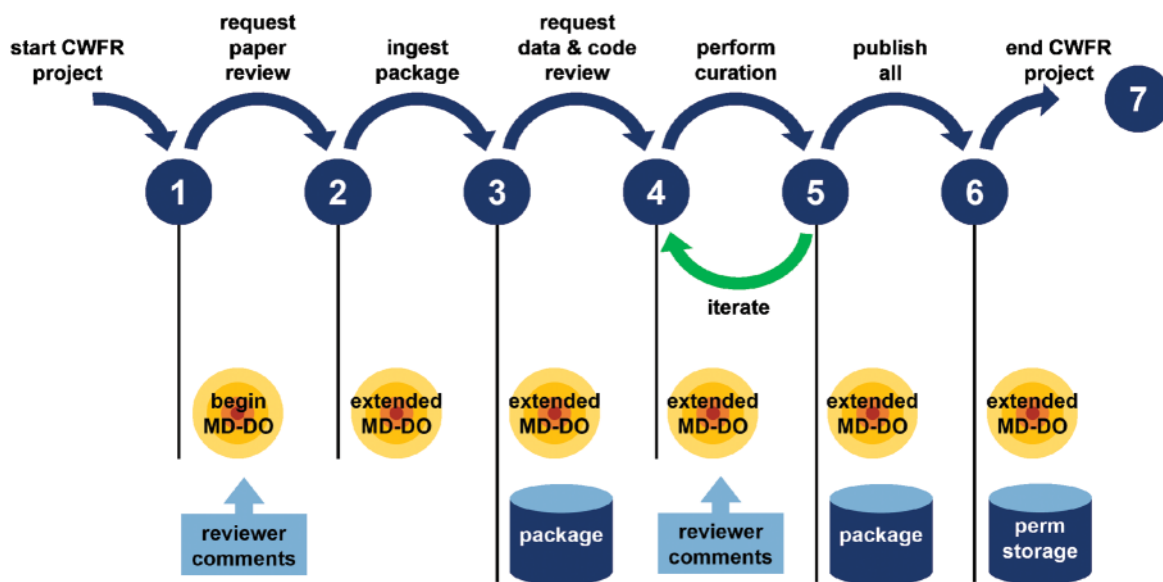 start CWFR
project
request
paper
review
ingest
package
request
data & code
review
perform
curation
publish
all
end CWFR
project
7
1
2
3
4
5
6
iterate
begin
MD-DO
extended
MD-DO
extended
MD-DO
extended
MD-DO
extended
MD-DO
extended
MD-DO
reviewer
comments
package
reviewer
comments
package
perm
storage